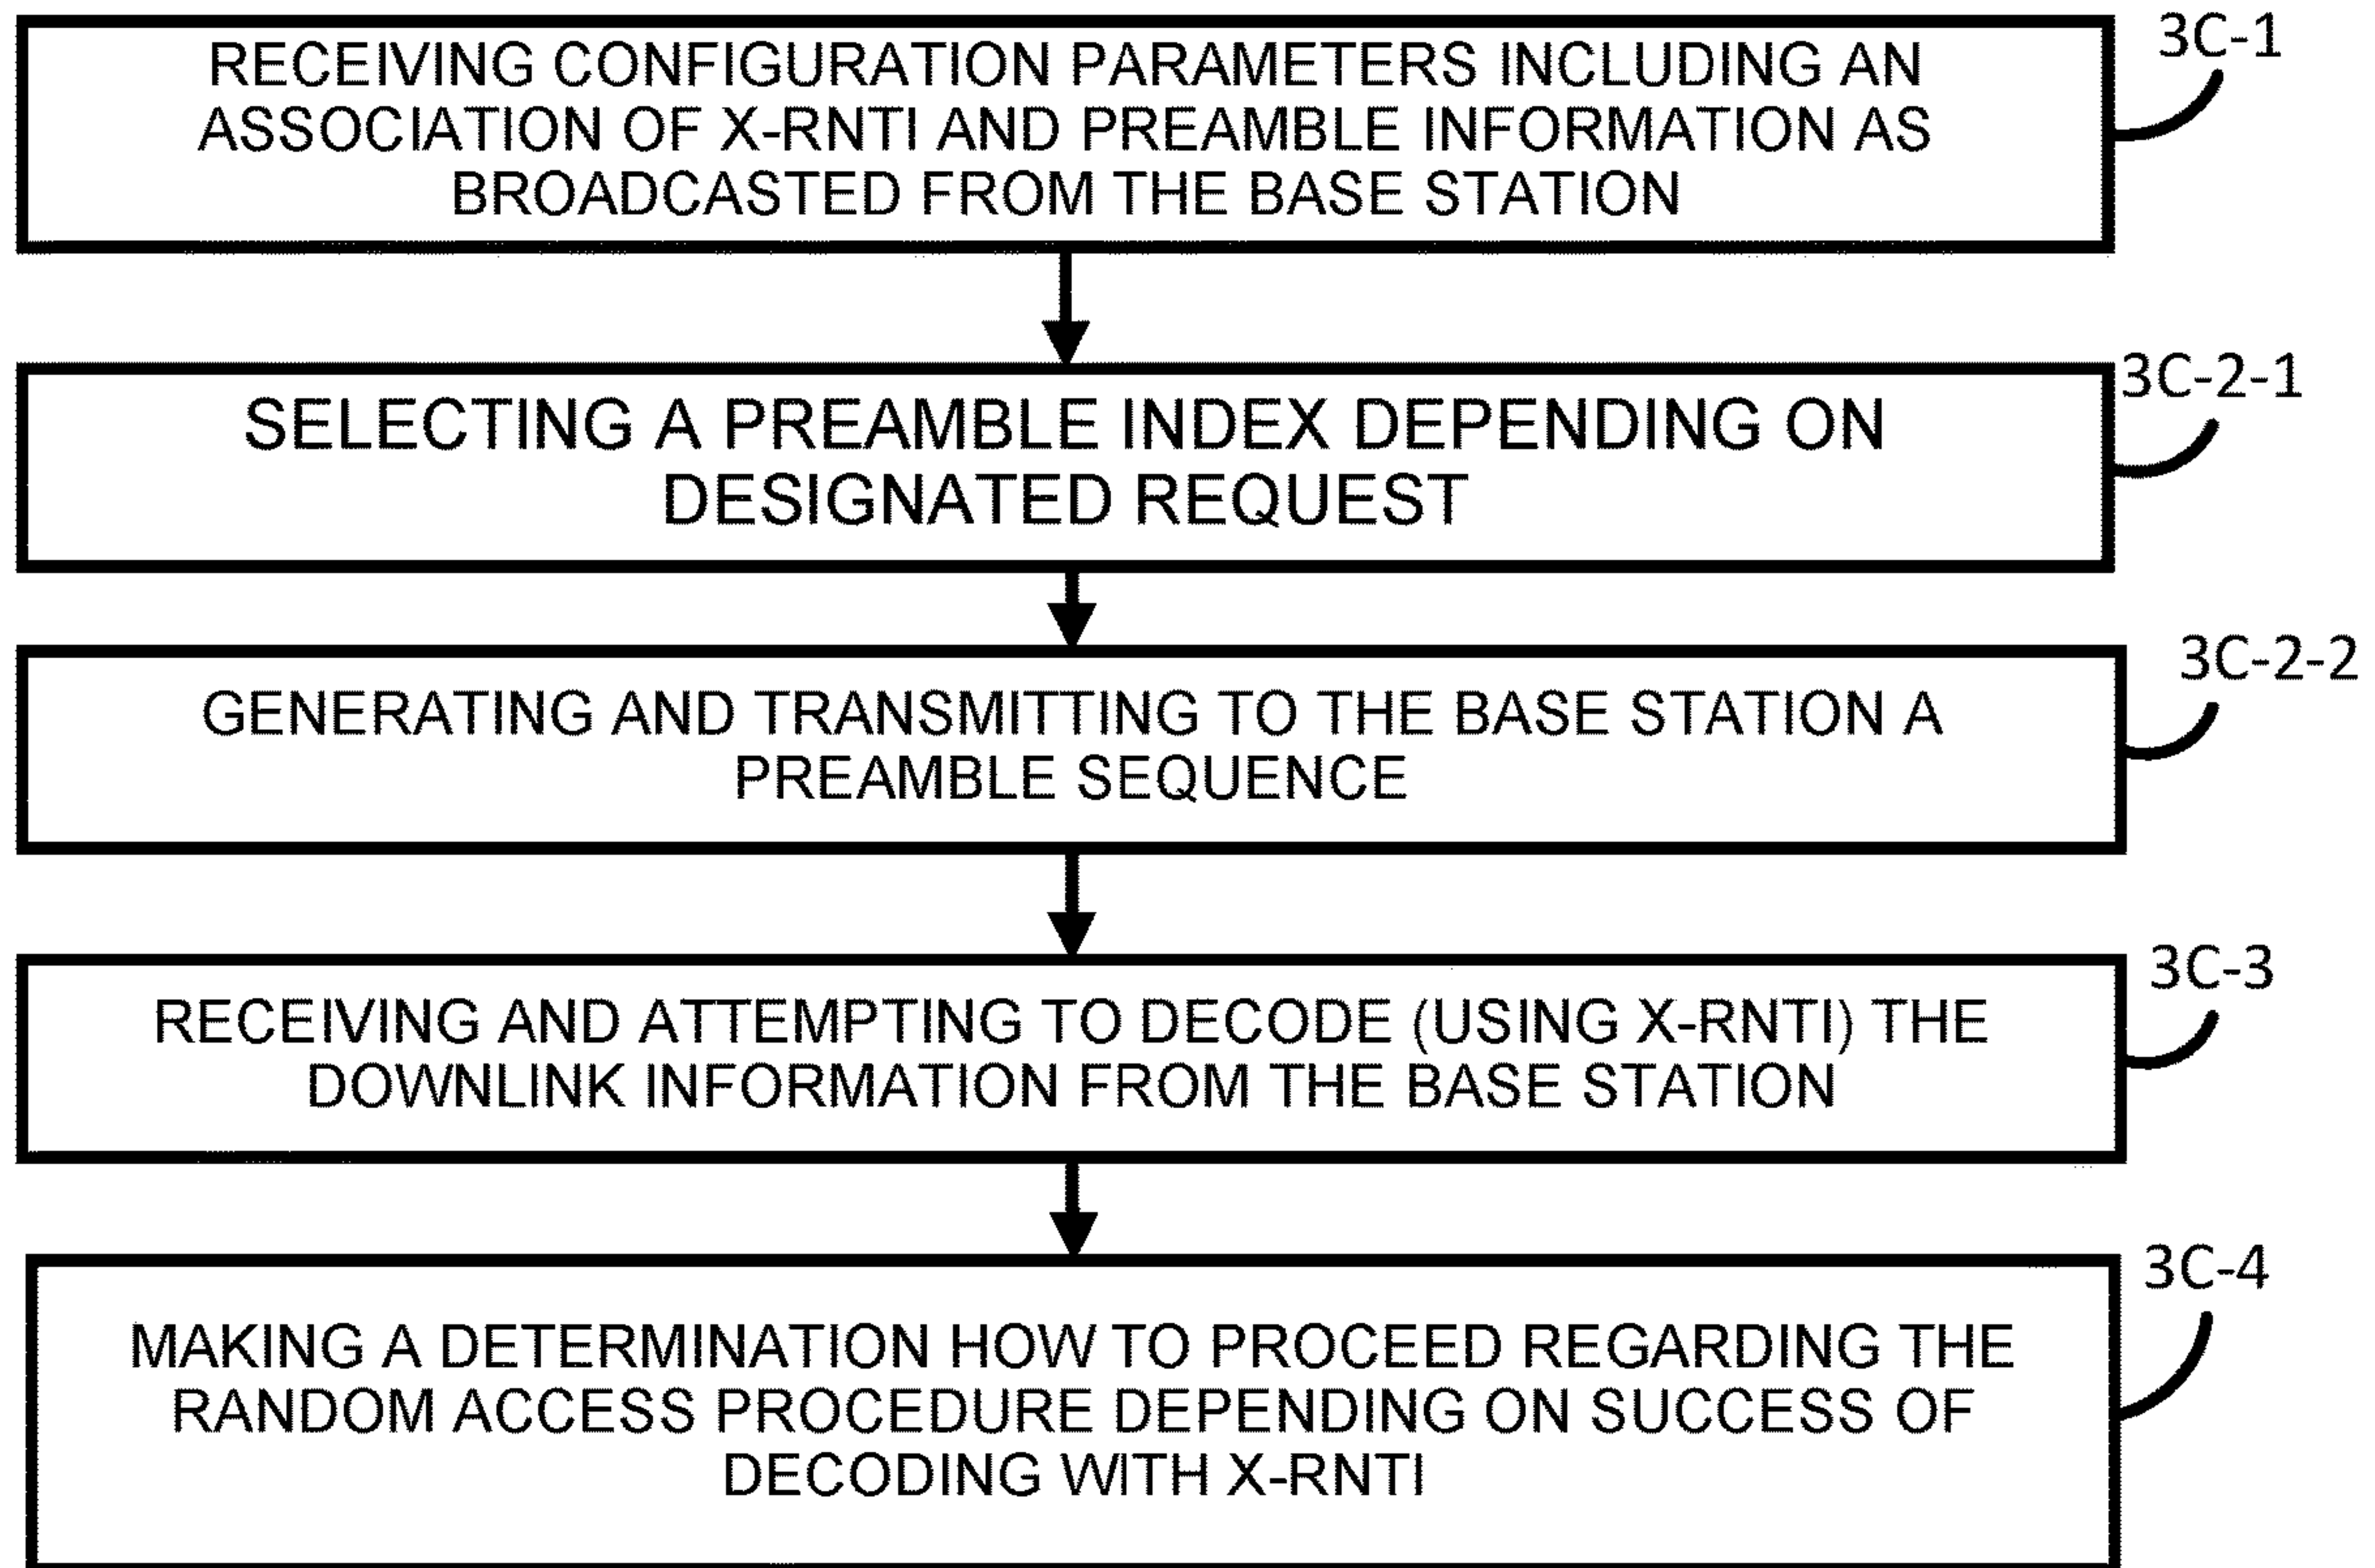 RECEIVING CONFIGURATION PARAMETERS INCLUDING AN
ASSOCIATION OF X-RNTI AND PREAMBLE INFORMATION AS
BROADCASTED FROM THE BASE STATION
3C-1
SELECTING A PREAMBLE INDEX DEPENDING ON
DESIGNATED REQUEST
3C-2-1
GENERATING AND TRANSMITTING TO THE BASE STATION A
PREAMBLE SEQUENCE
3C-2-2
RECEIVING AND ATTEMPTING TO DECODE (USING X-RNTI) THE
DOWNLINK INFORMATION FROM THE BASE STATION
3C-3
MAKING A DETERMINATION HOW TO PROCEED REGARDING THE
RANDOM ACCESS PROCEDURE DEPENDING ON SUCCESS OF
DECODING WITH X-RNTI
3C-4